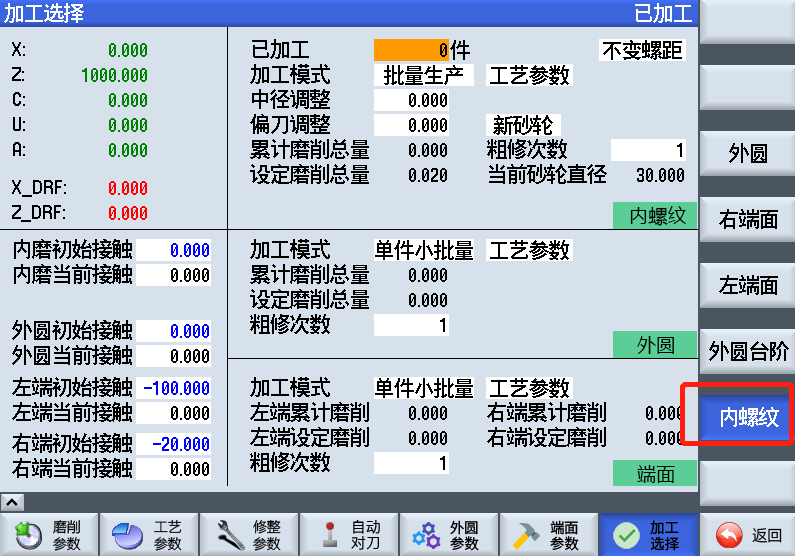 加工选择 已加工
X: 0.000
Z: 1000.000
C: 0.000
U: 0.000
A: 0.000
X_DRF: 0.000
Z_DRF: 0.000
已加工 0件 不变螺距
加工模式 批量生产 工艺参数
中径调整 0.000
偏刀调整 0.000 新砂轮
累计磨削总量 0.000 粗修次数 1
设定磨削总量 0.020 当前砂轮直径 30.000
内螺纹
内磨初始接触 0.000
内磨当前接触 0.000
外圆初始接触 0.000
外圆当前接触 0.000
左端初始接触 -100.000
左端当前接触 0.000
右端初始接触 -20.000
右端当前接触 0.000
加工模式 单件小批量 工艺参数
累计磨削总量 0.000
设定磨削总量 0.000
粗修次数 1
外圆
加工模式 单件小批量 工艺参数
左端累计磨削 0.000 右端累计磨削 0.000
左端设定磨削 0.000 右端设定磨削 0.000
粗修次数 1
端面
外圆
右端面
左端面
外圆台阶
内螺纹
磨削
参数
工艺
参数
修整
参数
自动
对刀
外圆
参数
端面
参数
加工
选择
返回